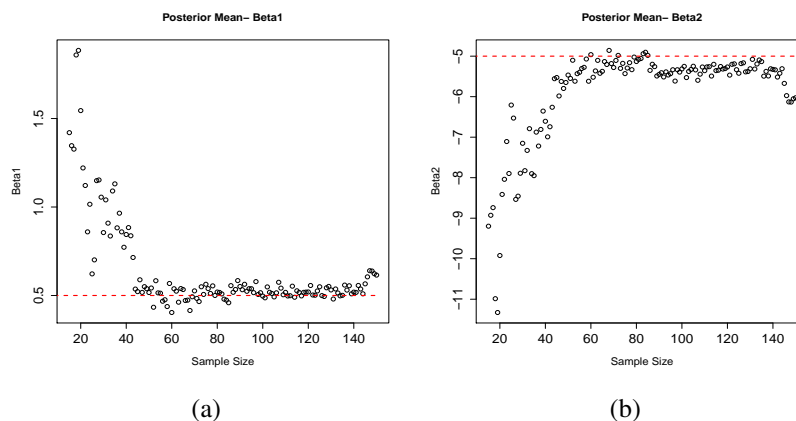 Posterior Mean− Beta1
Beta1
0.5 1.0 1.5
20 40 60 80 100 120 140
Sample Size
(a)
Posterior Mean− Beta2
Beta2
−11 −10 −9 −8 −7 −6 −5
20 40 60 80 100 120 140
Sample Size
(b)